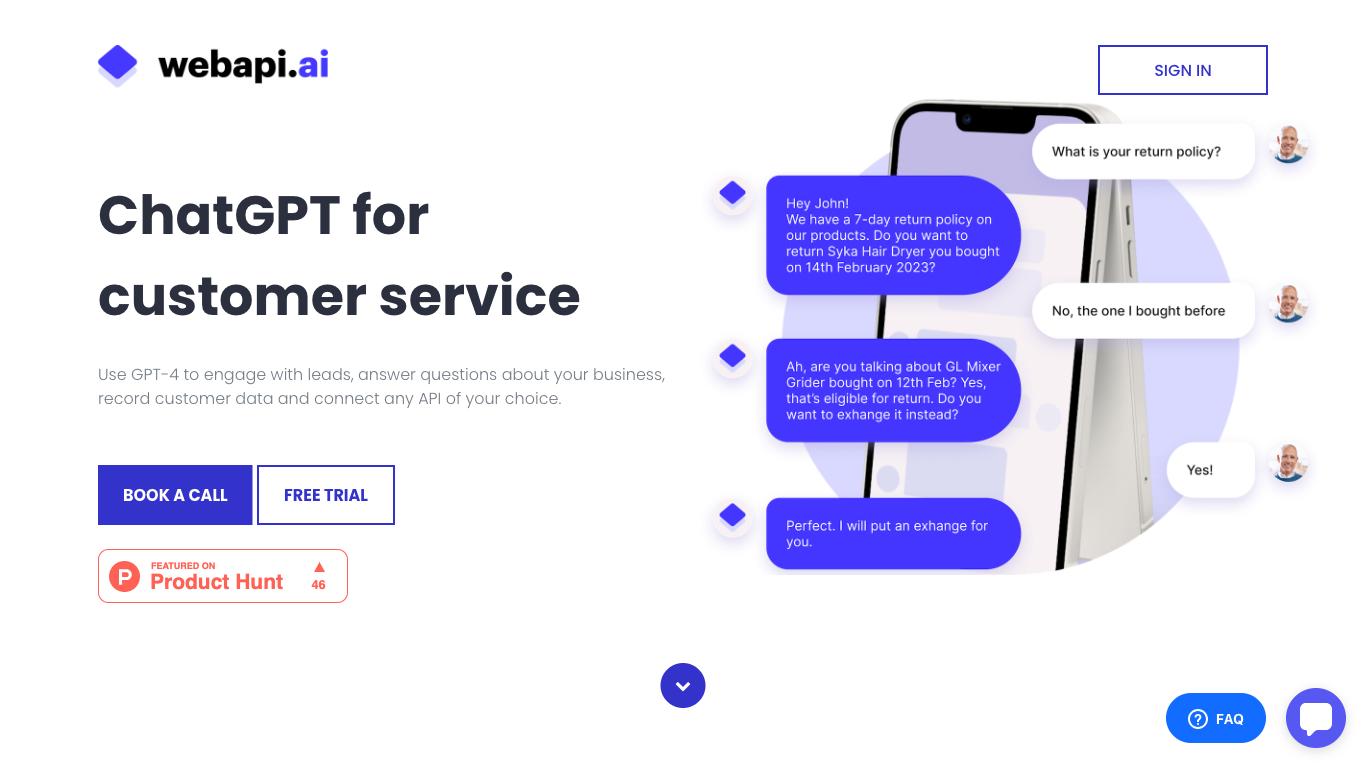 webapi.ai
SIGN IN
ChatGPT for
customer service
Use GPT-4 to engage with leads, answer questions about your business,
record customer data and connect any API of your choice.
BOOK A CALL
FREE TRIAL
FEATURED ON
Product Hunt
46
What is your return policy?
Hey John!
We have a 7-day return policy on
our products. Do you want to
return Syka Hair Dryer you bought
on 14th February 2023?
No, the one I bought before
Ah, are you talking about GL Mixer
Grider bought on 12th Feb? Yes,
that's eligible for return. Do you
want to exhange it instead?
Yes!
Perfect. I will put an exhange for
you.
FAQ